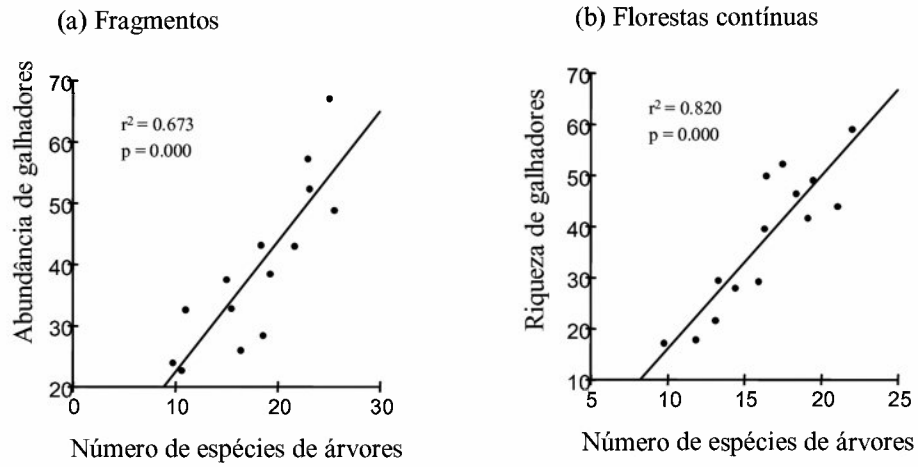 (a) Fragmentos
Abundância de galhadores
70
60
50
40
30
20
r² = 0.673
p = 0.000
0
10
20
30
Número de espécies de árvores
(b) Florestas contínuas
Riqueza de galhadores
70
60
50
40
30
20
10
r² = 0.820
p = 0.000
5
10
15
20
25
Número de espécies de árvores